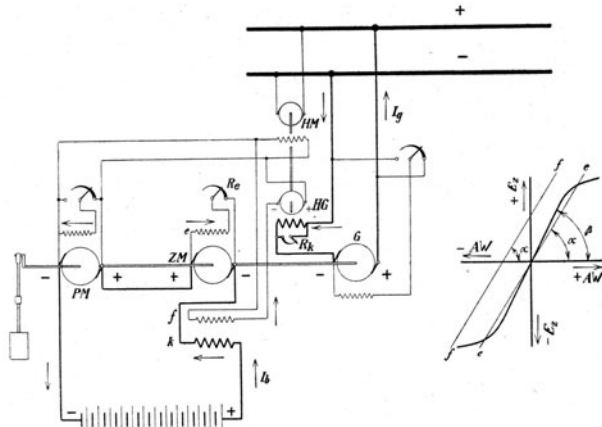 +
−
HM
I_g
R_e
− + HG
e
R_k
G
ZM
− + + − − +
PM
f
k
I_b
− +
f e
+ E_z
α α β
− AW
+ AW
− E_z
f e